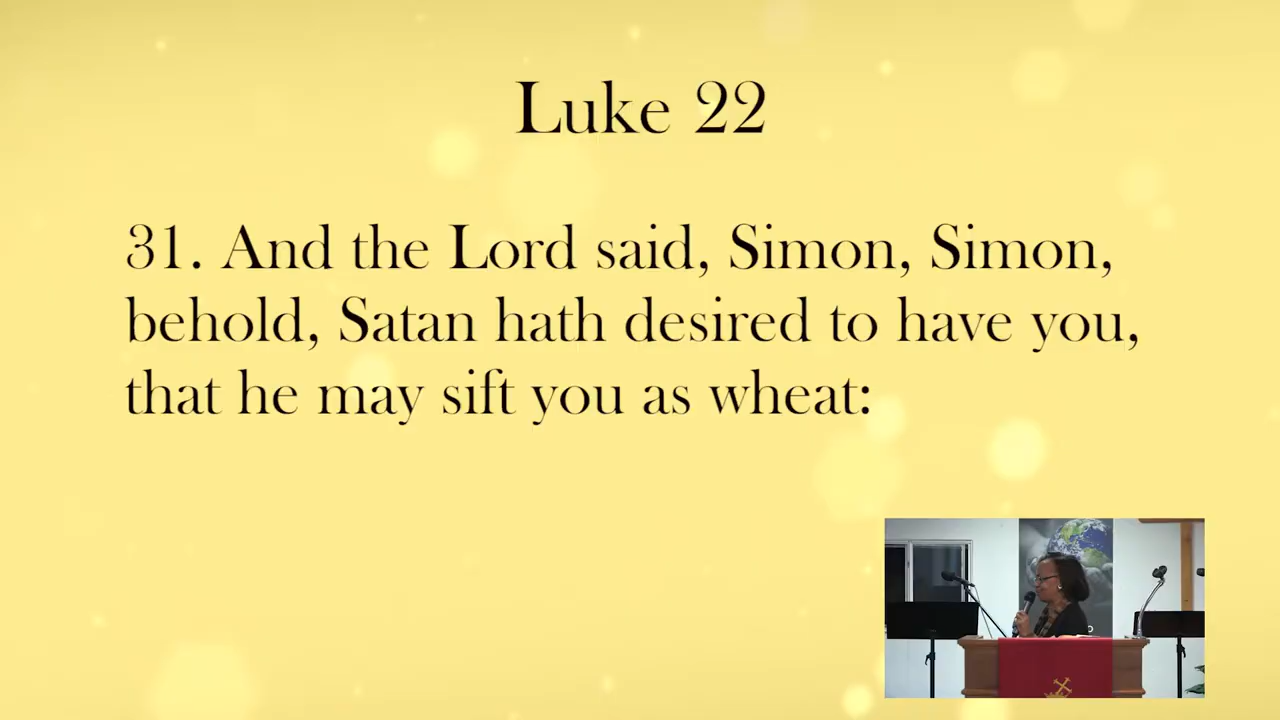 Luke 22
31. And the Lord said, Simon, Simon,
behold, Satan hath desired to have you,
that he may sift you as wheat: